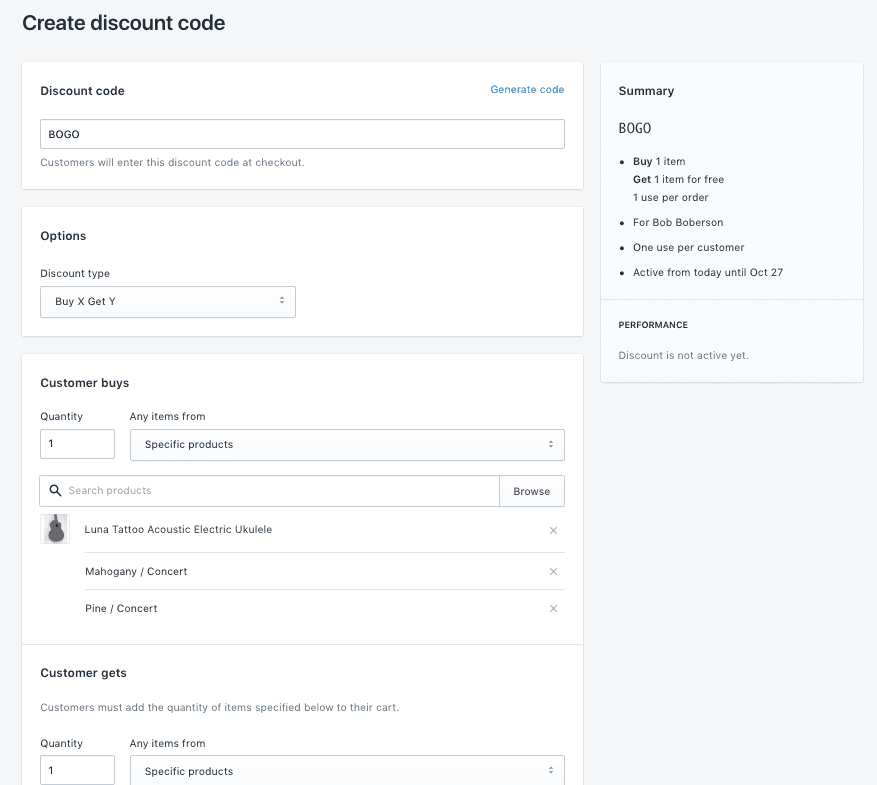 Create discount code
Discount code
Generate code
BOGO
Customers will enter this discount code at checkout.
Options
Discount type
Buy X Get Y
Customer buys
Quantity
Any items from
1
Specific products
Search products
Browse
Luna Tattoo Acoustic Electric Ukulele
Mahogany / Concert
Pine / Concert
Customer gets
Customers must add the quantity of items specified below to their cart.
Quantity
Any items from
1
Specific products
Summary
BOGO
Buy 1 item
Get 1 item for free
1 use per order
For Bob Boberson
One use per customer
Active from today until Oct 27
PERFORMANCE
Discount is not active yet.